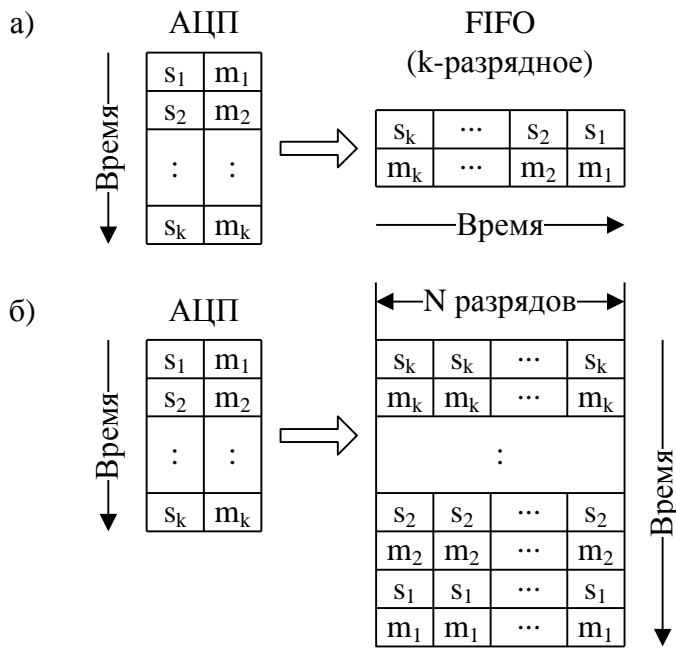 а) АЦП FIFO
(k-разрядное)
s1 m1
s2 m2
: :
sk mk
Время
sk ... s2 s1
mk ... m2 m1
Время
б) АЦП N разрядов
s1 m1
s2 m2
: :
sk mk
Время
sk sk ... sk
mk mk ... mk
:
s2 s2 ... s2
m2 m2 ... m2
s1 s1 ... s1
m1 m1 ... m1
Время